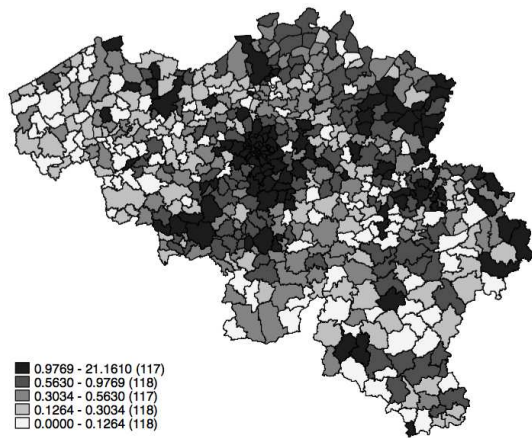 0.9769 - 21.1610 (117)
0.5630 - 0.9769 (118)
0.3034 - 0.5630 (117)
0.1264 - 0.3034 (118)
0.0000 - 0.1264 (118)